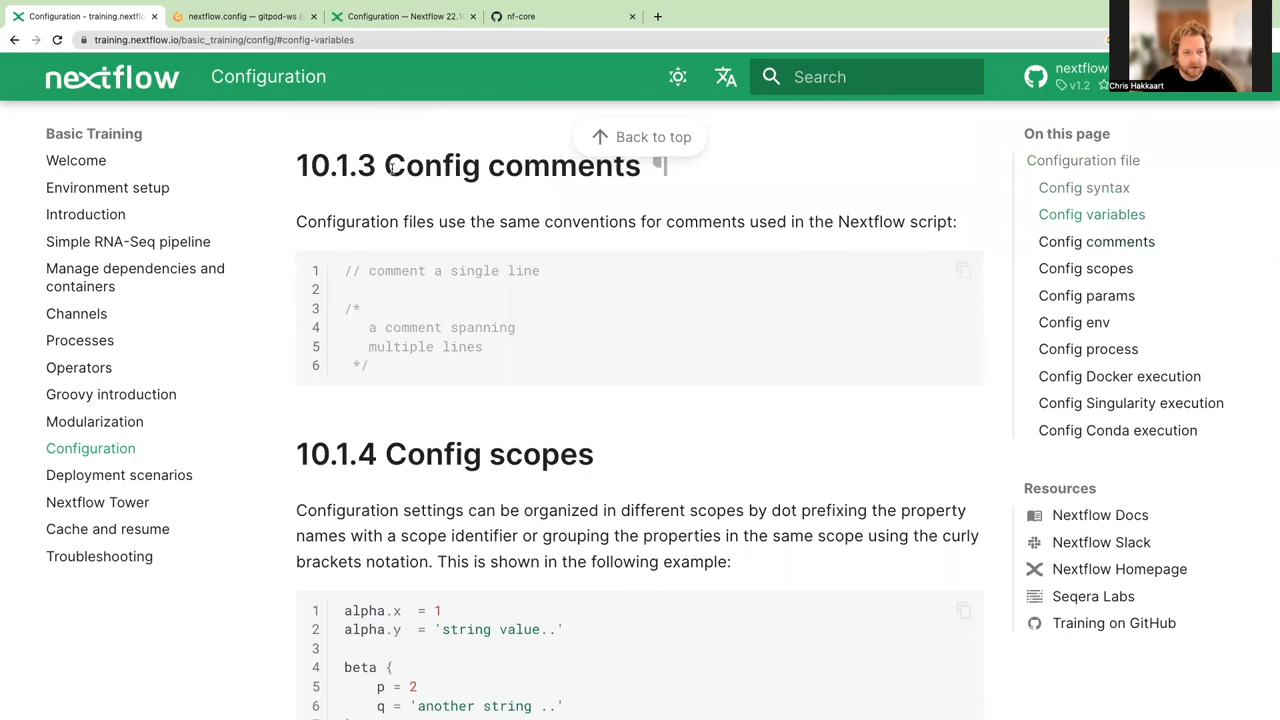 Configuration - training.nextfl
nextflow.config — gitpod-ws (
Configuration — Nextflow 22.1
nf-core
training.nextflow.io/basic_training/config/#config-variables
nextflow
Configuration
Search
nextflow
v1.2
Chris Hakkaart
Basic Training
Welcome
Environment setup
Introduction
Simple RNA-Seq pipeline
Manage dependencies and
containers
Channels
Processes
Operators
Groovy introduction
Modularization
Configuration
Deployment scenarios
Nextflow Tower
Cache and resume
Troubleshooting
Back to top
10.1.3 Config comments ¶
Configuration files use the same conventions for comments used in the Nextflow script:
1 // comment a single line
2
3 /*
4 a comment spanning
5 multiple lines
6 */
10.1.4 Config scopes
Configuration settings can be organized in different scopes by dot prefixing the property
names with a scope identifier or grouping the properties in the same scope using the curly
brackets notation. This is shown in the following example:
1 alpha.x = 1
2 alpha.y = 'string value..'
3
4 beta {
5 p = 2
6 q = 'another string ..'
On this page
Configuration file
Config syntax
Config variables
Config comments
Config scopes
Config params
Config env
Config process
Config Docker execution
Config Singularity execution
Config Conda execution
Resources
Nextflow Docs
Nextflow Slack
Nextflow Homepage
Seqera Labs
Training on GitHub